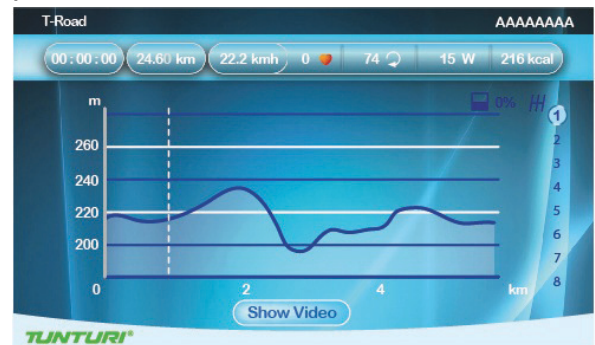 T-Road AAAAAAAA
00 : 00 : 00 24.60 km 22.2 kmh 0 74 15 W 216 kcal
m 0% 1
260 2
3
240 4
220 5
6
200 7
0 2 4 km 8
Show Video
TUNTURI®